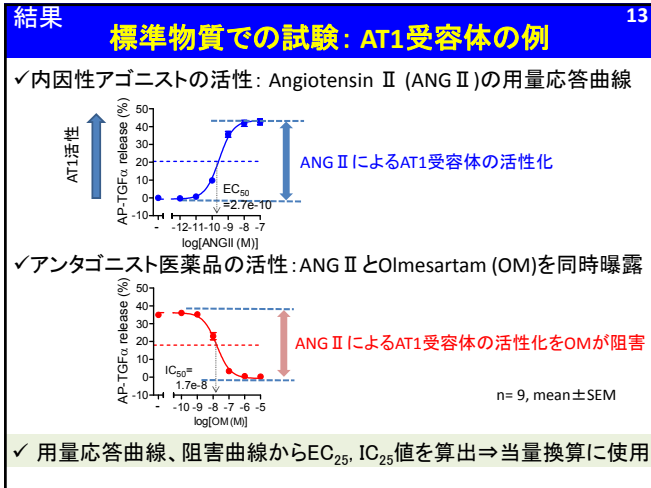 結果
13
標準物質での試験: AT1受容体の例
✓内因性アゴニストの活性: Angiotensin Ⅱ (ANGⅡ)の用量応答曲線
AT1活性
AP-TGFα release (%)
50
40
30
20
10
0
-10
EC50
=2.7e-10
- -12-11-10 -9 -8 -7
log[ANGII (M)]
ANGⅡによるAT1受容体の活性化
✓アンタゴニスト医薬品の活性:ANGⅡとOlmesartam (OM)を同時曝露
AP-TGFα release (%)
50
40
30
20
10
0
-10
IC50=
1.7e-8
- -10 -9 -8 -7 -6 -5
log[OM(M)]
ANGⅡによるAT1受容体の活性化をOMが阻害
n= 9, mean±SEM
✓ 用量応答曲線、阻害曲線からEC25, IC25値を算出⇒当量換算に使用